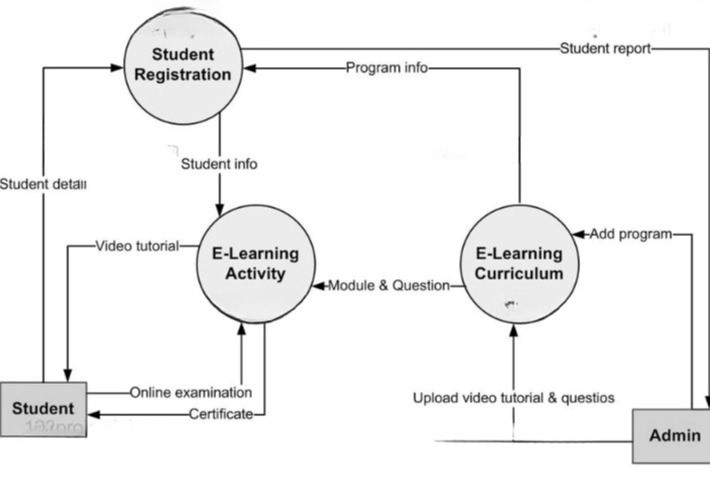 Student
Registration
Student report
Program info
Student info
Student detail
Video tutorial
E-Learning
Activity
E-Learning
Curriculum
Add program
Module & Question
Online examination
Certificate
Student
Upload video tutorial & questios
Admin